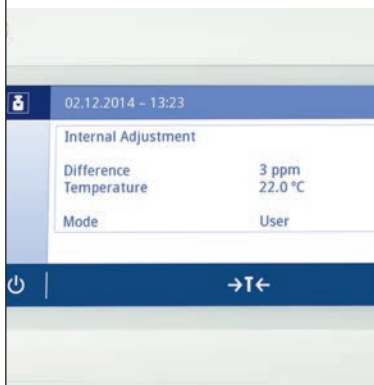 02.12.2014 – 13:23
Internal Adjustment
Difference 3 ppm
Temperature 22.0 °C
Mode User
→T←